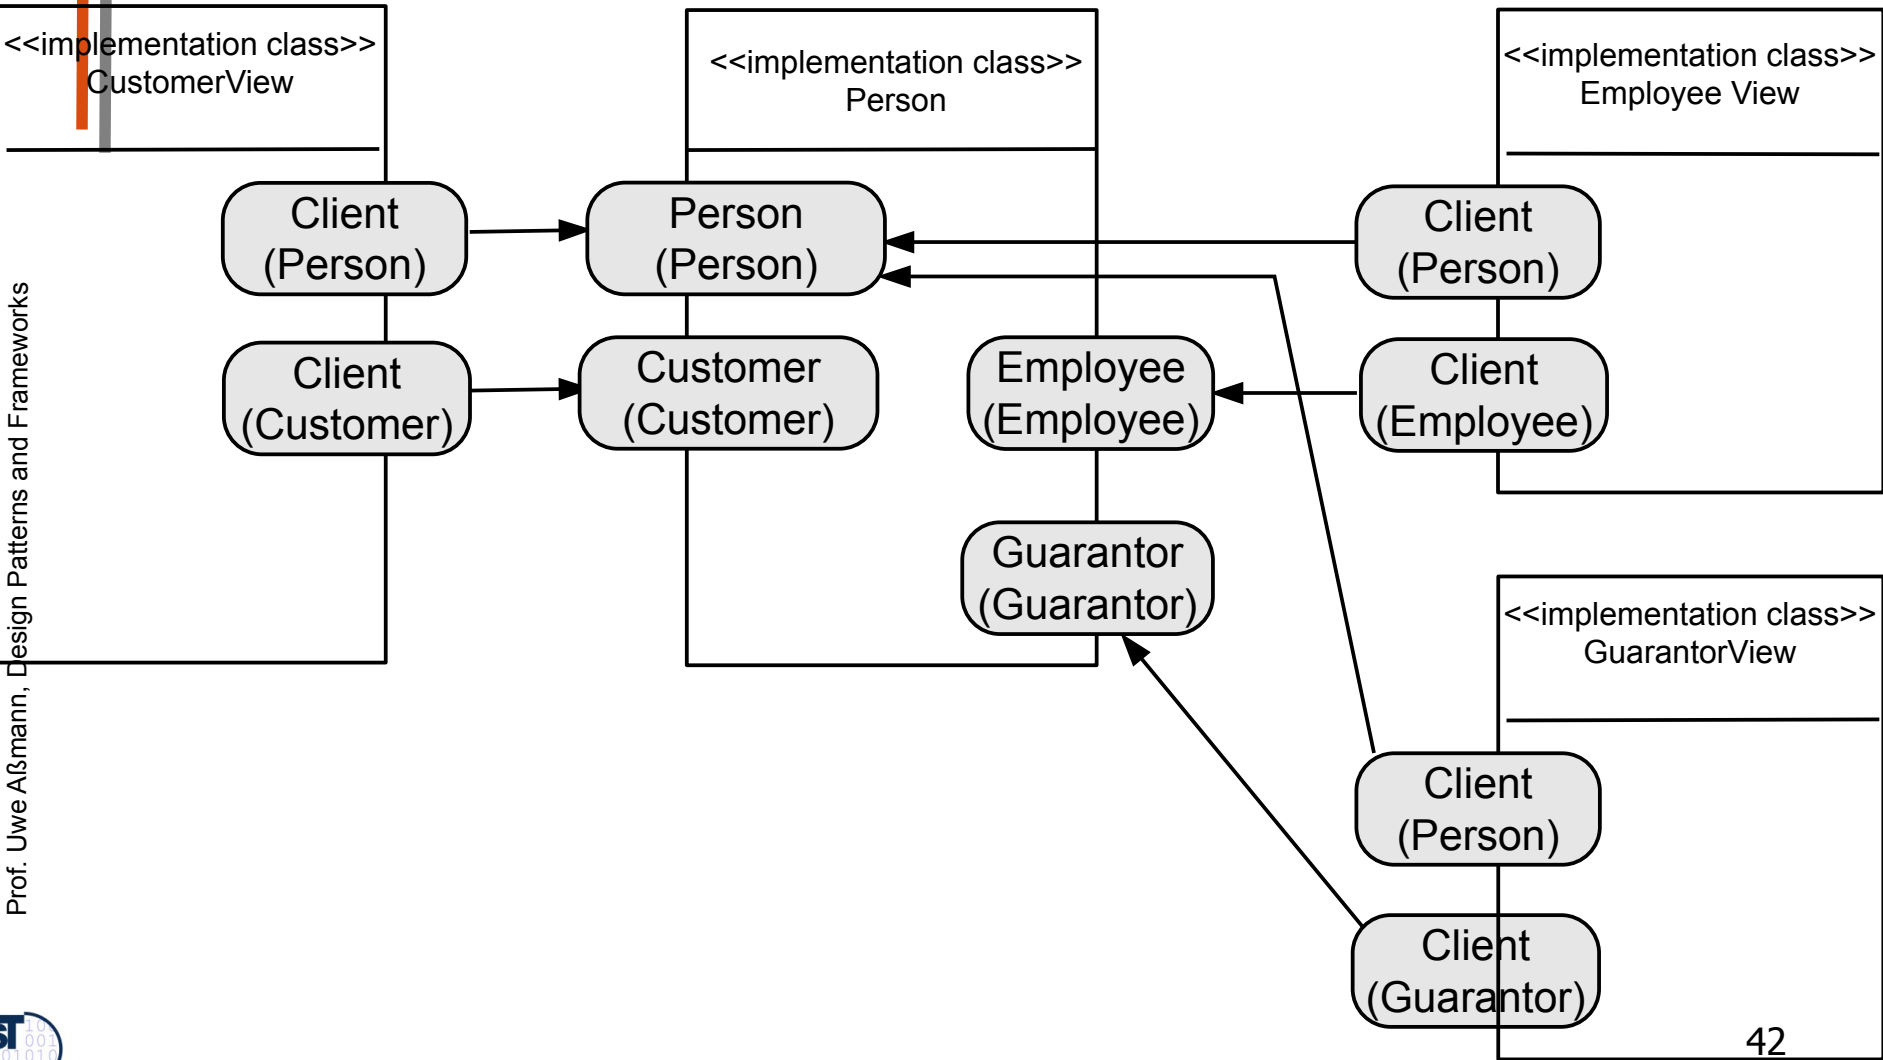 <<implementation class>>
CustomerView
<<implementation class>>
Person
<<implementation class>>
Employee View
Client
(Person)
Person
(Person)
Client
(Person)
Client
(Customer)
Customer
(Customer)
Employee
(Employee)
Client
(Employee)
Guarantor
(Guarantor)
<<implementation class>>
GuarantorView
Client
(Person)
Client
(Guarantor)
Prof. Uwe Aßmann, Design Patterns and Frameworks
42